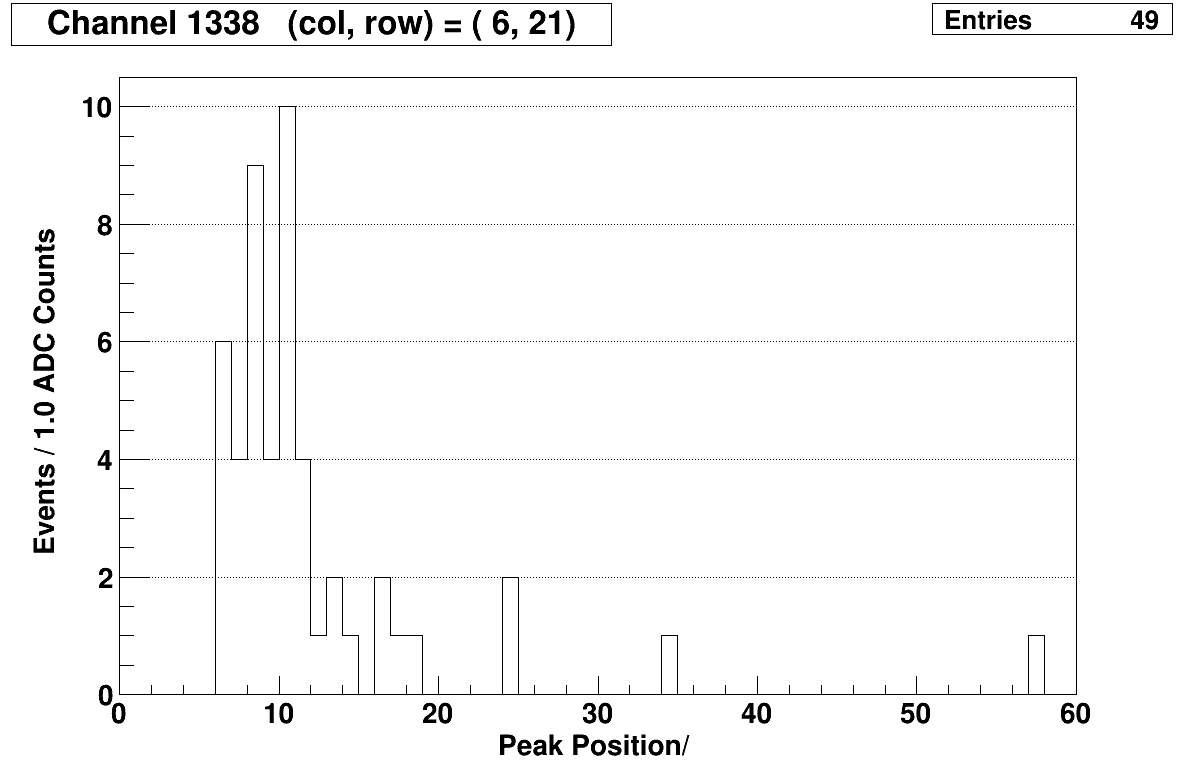 Channel 1338 (col, row) = ( 6, 21)
Entries 49
Events / 1.0 ADC Counts
10
8
6
4
2
0
0 10 20 30 40 50 60
Peak Position/